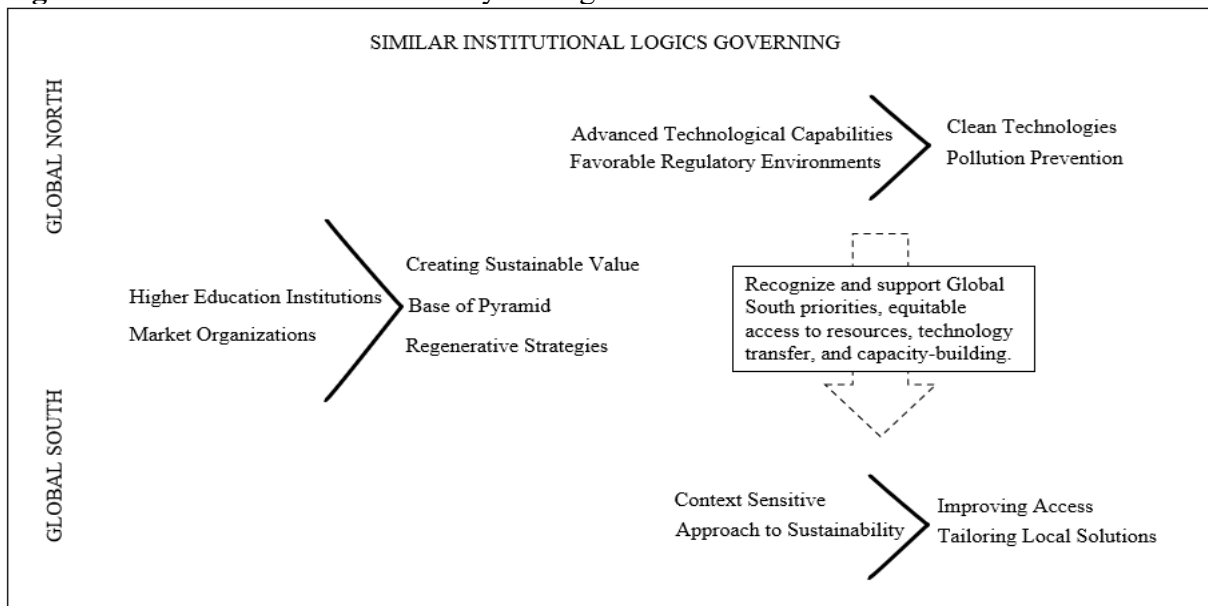 SIMILAR INSTITUTIONAL LOGICS GOVERNING
GLOBAL NORTH
Advanced Technological Capabilities
Favorable Regulatory Environments
Clean Technologies
Pollution Prevention
Higher Education Institutions
Market Organizations
Creating Sustainable Value
Base of Pyramid
Regenerative Strategies
Recognize and support Global
South priorities, equitable
access to resources, technology
transfer, and capacity-building.
GLOBAL SOUTH
Context Sensitive
Approach to Sustainability
Improving Access
Tailoring Local Solutions